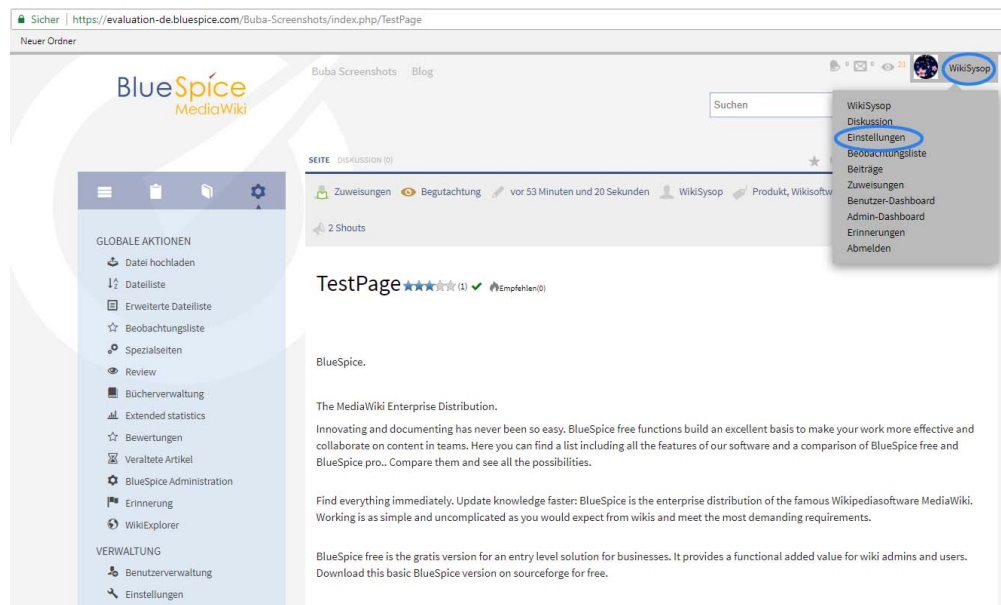 Sicher | https://evaluation-de.bluespice.com/Buba-Screenshots/index.php/TestPage
Neuer Ordner
BlueSpice
MediaWiki
Buba Screenshots Blog
0 0 21 WikiSysop
Suchen
WikiSysop
Diskussion
Einstellungen
Beobachtungsliste
Beiträge
Zuweisungen
Benutzer-Dashboard
Admin-Dashboard
Erinnerungen
Abmelden
SEITE DISKUSSION (0)
Zuweisungen Begutachtung vor 53 Minuten und 20 Sekunden WikiSysop Produkt, Wikisoftw
2 Shouts
GLOBALE AKTIONEN
Datei hochladen
Dateiliste
Erweiterte Dateiliste
Beobachtungsliste
Spezialseiten
Review
Bücherverwaltung
Extended statistics
Bewertungen
Veraltete Artikel
BlueSpice Administration
Erinnerung
WikiExplorer
VERWALTUNG
Benutzerverwaltung
Einstellungen
TestPage (1) Empfehlen(0)
BlueSpice.
The MediaWiki Enterprise Distribution.
Innovating and documenting has never been so easy. BlueSpice free functions build an excellent basis to make your work more effective and
collaborate on content in teams. Here you can find a list including all the features of our software and a comparison of BlueSpice free and
BlueSpice pro.. Compare them and see all the possibilities.
Find everything immediately. Update knowledge faster: BlueSpice is the enterprise distribution of the famous Wikipediasoftware MediaWiki.
Working is as simple and uncomplicated as you would expect from wikis and meet the most demanding requirements.
BlueSpice free is the gratis version for an entry level solution for businesses. It provides a functional added value for wiki admins and users.
Download this basic BlueSpice version on sourceforge for free.